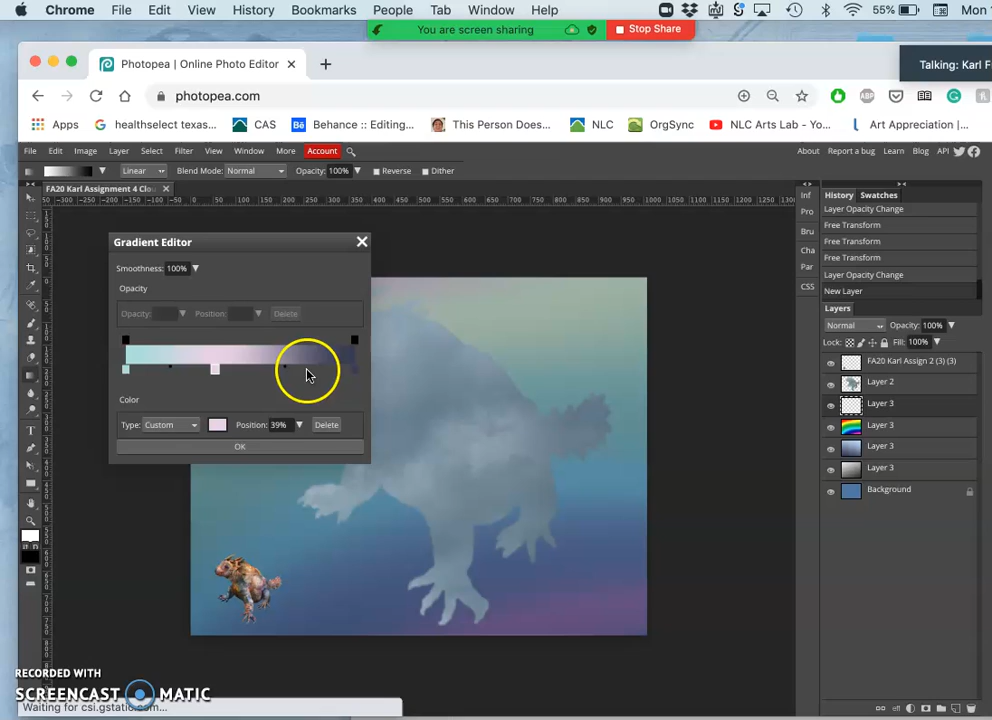 Chrome File Edit View History Bookmarks People Tab Window Help 55% Mon
You are screen sharing Stop Share
Photopea | Online Photo Editor
Talking: Karl F
photopea.com
Apps healthselect texas... CAS Behance :: Editing... This Person Does... NLC OrgSync NLC Arts Lab - Yo... Art Appreciation |...
File Edit Image Layer Select Filter View Window More Account About Report a bug Learn Blog API
Linear Blend Mode: Normal Opacity: 100% Reverse Dither
FA20 Karl Assignment 4 Clou
Inf
Pro
Bru
Cha
Par
CSS
History Swatches
Layer Opacity Change
Free Transform
Free Transform
Free Transform
Layer Opacity Change
New Layer
Layers
Normal Opacity: 100%
Lock: Fill: 100%
FA20 Karl Assign 2 (3) (3)
Layer 2
Layer 3
Layer 3
Layer 3
Layer 3
Background
Gradient Editor
Smoothness: 100%
Opacity
Opacity: Position: Delete
Color
Type: Custom Position: 39% Delete
OK
RECORDED WITH
SCREENCAST MATIC
Waiting for csi.gstatic.com...